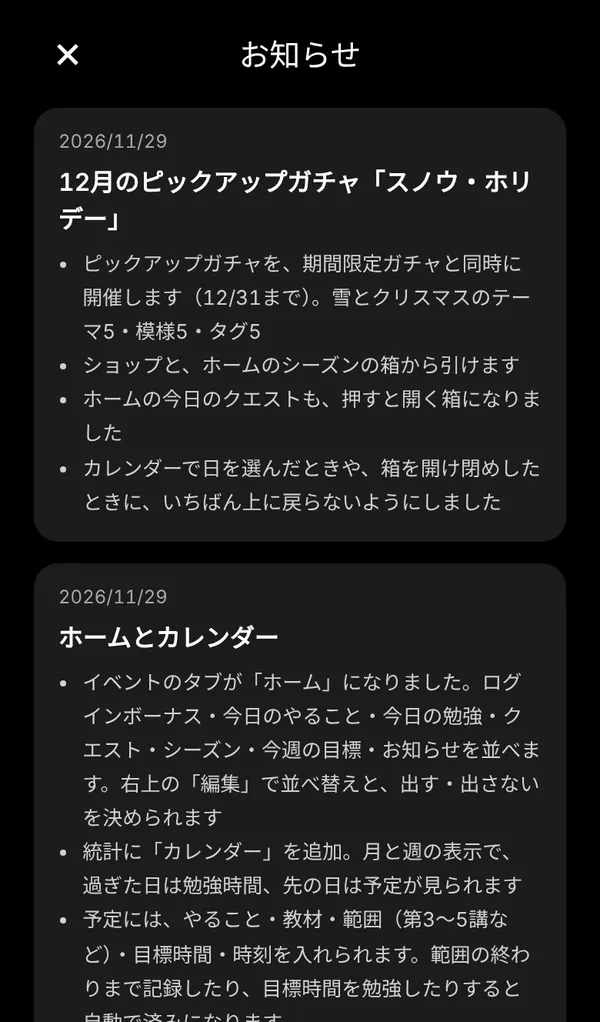 お知らせ
2026/11/29
12月のピックアップガチャ「スノウ・ホリ
デー」
• ピックアップガチャを、期間限定ガチャと同時に
開催します（12/31まで）。雪とクリスマスのテー
マ5・模様5・タグ5
• ショップと、ホームのシーズンの箱から引けます
• ホームの今日のクエストも、押すと開く箱になりま
した
• カレンダーで日を選んだときや、箱を開け閉めした
ときに、いちばん上に戻らないようにしました
2026/11/29
ホームとカレンダー
• イベントのタブが「ホーム」になりました。ログ
インボーナス・今日のやること・今日の勉強・ク
エスト・シーズン・今週の目標・お知らせを並べま
す。右上の「編集」で並べ替えと、出す・出さない
を決められます
• 統計に「カレンダー」を追加。月と週の表示で、
過ぎた日は勉強時間、先の日は予定が見られます
• 予定には、やること・教材・範囲（第3〜5講な
ど）・目標時間・時刻を入れられます。範囲の終わ
りまで記録したり、目標時間を勉強したりすると
自動で済みになります